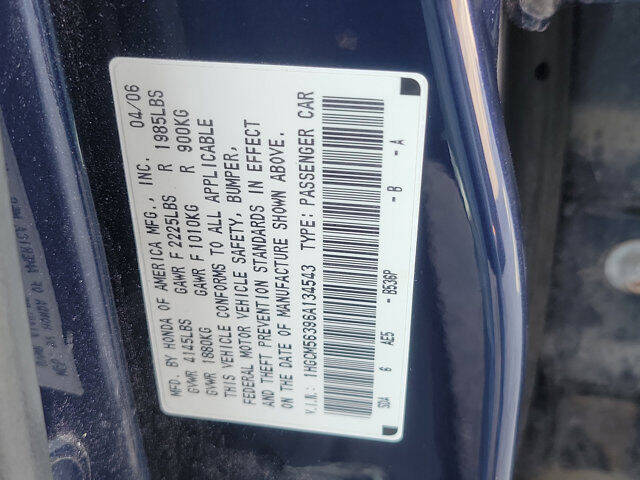 MFD. BY HONDA OF AMERICA MFG., INC. 04/06
GVWR 4145LBS GAWR F 2225LBS R 1985LBS
GVWR 1880KG GAWR F 1010KG R 900KG
THIS VEHICLE CONFORMS TO ALL APPLICABLE
FEDERAL MOTOR VEHICLE SAFETY, BUMPER,
AND THEFT PREVENTION STANDARDS IN EFFECT
ON THE DATE OF MANUFACTURE SHOWN ABOVE.
V.I.N.: 1HGCM56396A134543 TYPE: PASSENGER CAR
SDA 6 AE5 B536P - B - A